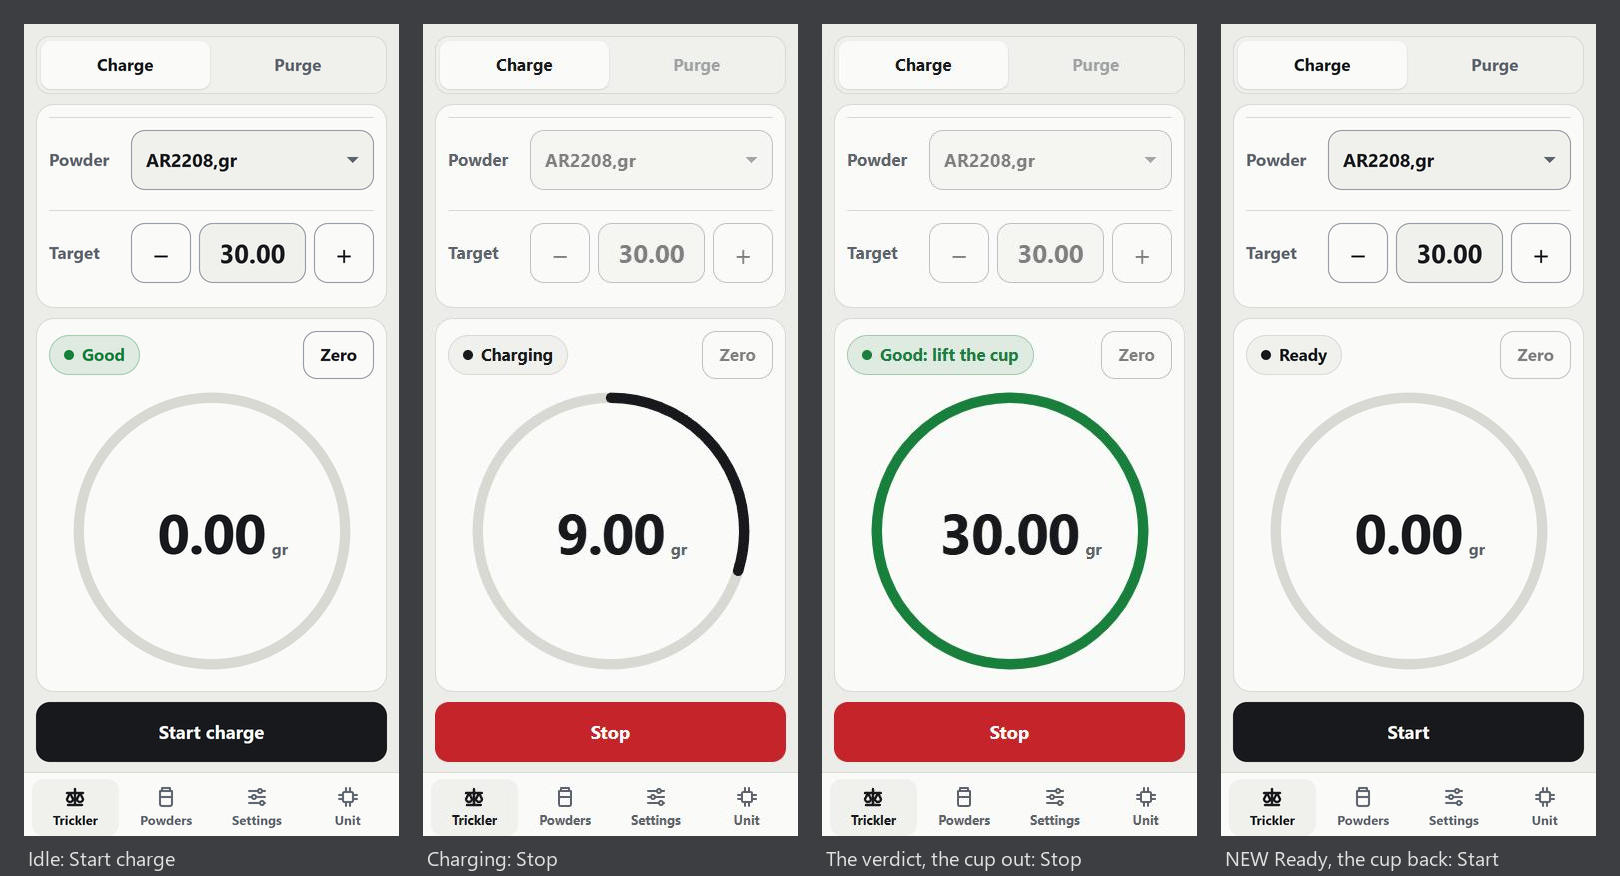 Charge Purge
Powder AR2208,gr
Target − 30.00 +
Good Zero
0.00 gr
Start charge
Trickler Powders Settings Unit
Idle: Start charge
Charge Purge
Powder AR2208,gr
Target − 30.00 +
Charging Zero
9.00 gr
Stop
Trickler Powders Settings Unit
Charging: Stop
Charge Purge
Powder AR2208,gr
Target − 30.00 +
Good: lift the cup Zero
30.00 gr
Stop
Trickler Powders Settings Unit
The verdict, the cup out: Stop
Charge Purge
Powder AR2208,gr
Target − 30.00 +
Ready Zero
0.00 gr
Start
Trickler Powders Settings Unit
NEW Ready, the cup back: Start